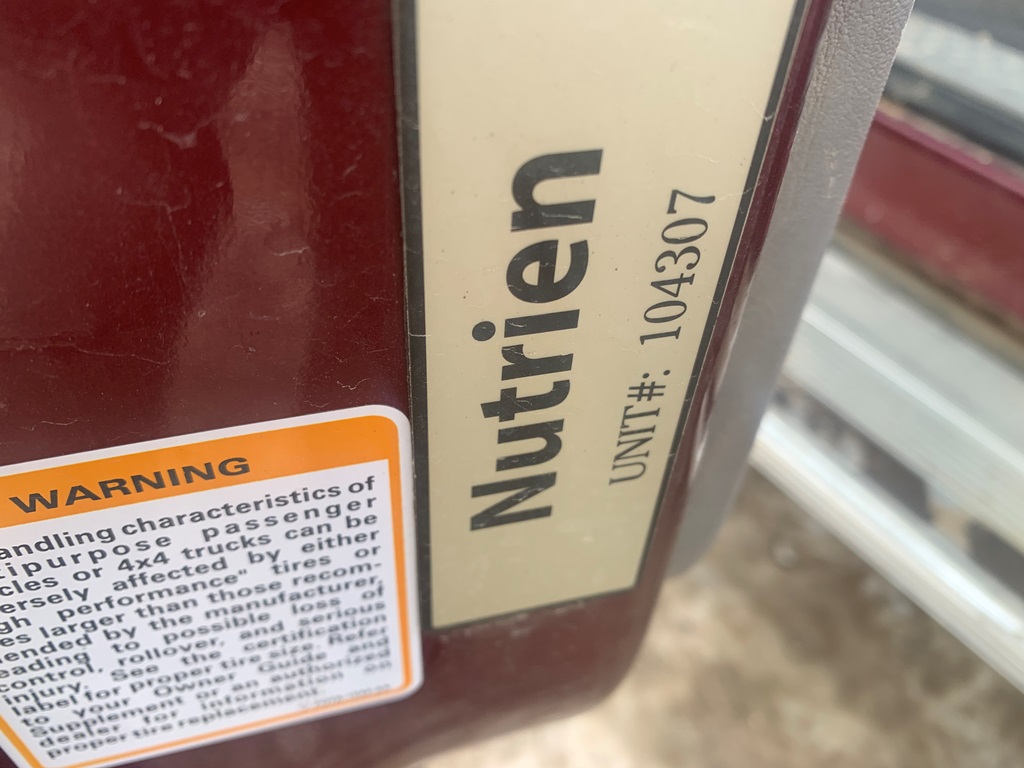 Nutrien
UNIT#: 104307
WARNING
andling characteristics of
tipurpose passenger
cles or 4x4 trucks can be
ersely affected by either
gh performance" tires or
es larger than those recom-
ended by the manufacturer,
eading to possible loss of
control, rollover, and serious
injury. See the certification
label for proper tire size. Refer
to your Owner Guide and
Supplement or an authorized
dealer for information on
proper tire replacement.